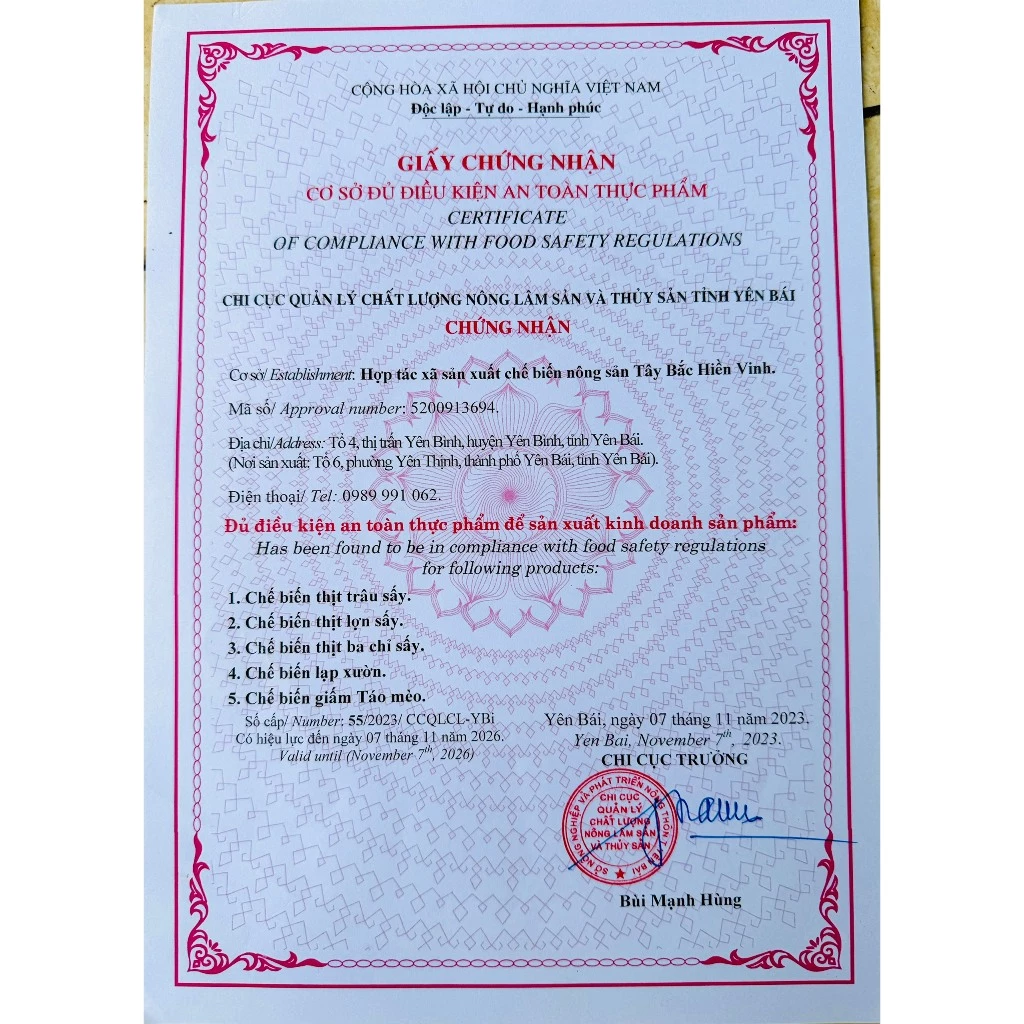 CỘNG HÒA XÃ HỘI CHỦ NGHĨA VIỆT NAM
Độc lập - Tự do - Hạnh phúc
GIẤY CHỨNG NHẬN
CƠ SỞ ĐỦ ĐIỀU KIỆN AN TOÀN THỰC PHẨM
CERTIFICATE
OF COMPLIANCE WITH FOOD SAFETY REGULATIONS
CHI CỤC QUẢN LÝ CHẤT LƯỢNG NÔNG LÂM SẢN VÀ THỦY SẢN TỈNH YÊN BÁI
CHỨNG NHẬN
Cơ sở/ Establishment: Hợp tác xã sản xuất chế biến nông sản Tây Bắc Hiền Vinh.
Mã số/ Approval number: 5200913694.
Địa chỉ/Address: Tổ 4, thị trấn Yên Bình, huyện Yên Bình, tỉnh Yên Bái.
(Nơi sản xuất: Tổ 6, phường Yên Thịnh, thành phố Yên Bái, tỉnh Yên Bái).
Điện thoại/ Tel: 0989 991 062.
Đủ điều kiện an toàn thực phẩm để sản xuất kinh doanh sản phẩm:
Has been found to be in compliance with food safety regulations
for following products:
1. Chế biến thịt trâu sấy.
2. Chế biến thịt lợn sấy.
3. Chế biến thịt ba chỉ sấy.
4. Chế biến lạp xườn.
5. Chế biến giấm Táo mèo.
Số cấp/ Number: 55/2023/ CCQLCL-YBi
Có hiệu lực đến ngày 07 tháng 11 năm 2026.
Valid until (November 7th, 2026)
Yên Bái, ngày 07 tháng 11 năm 2023.
Yen Bai, November 7th, 2023.
CHI CỤC TRƯỞNG
SỞ NÔNG NGHIỆP VÀ PHÁT TRIỂN NÔNG THÔN T. YÊN BÁI
CHI CỤC
QUẢN LÝ
CHẤT LƯỢNG
NÔNG LÂM SẢN
VÀ THỦY SẢN
Bùi Mạnh Hùng